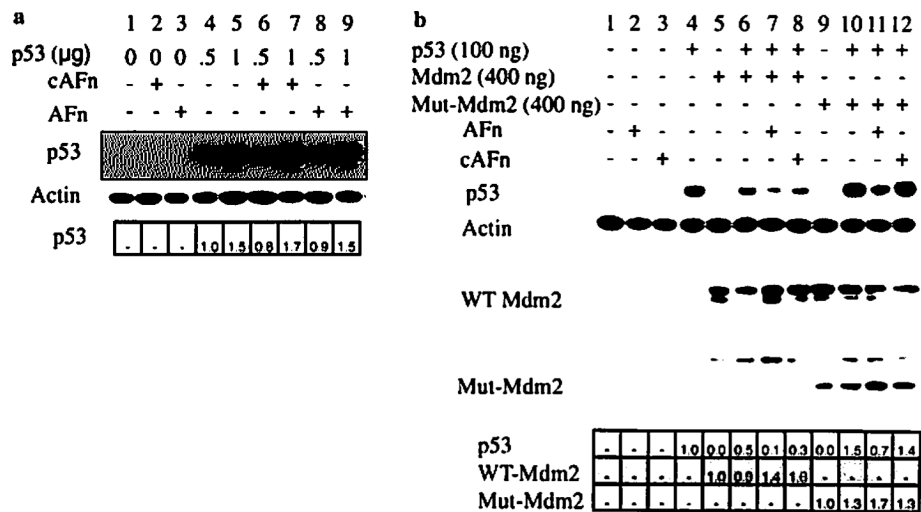 a
1 2 3 4 5 6 7 8 9
p53 (µg) 0 0 0 .5 1 .5 1 .5 1
cAFn - + - - - + + - -
AFn - - + - - - - + +
p53
Actin
p53 - - - 1.0 1.5 0.8 1.7 0.9 1.5
b
1 2 3 4 5 6 7 8 9 10 11 12
p53 (100 ng) - - - + - + + + - + + +
Mdm2 (400 ng) - - - - + + + + - - - -
Mut-Mdm2 (400 ng) - - - - - - - - + + + +
AFn - + - - - - + - - - + -
cAFn - - + - - - - + - - - +
p53
Actin
WT Mdm2
Mut-Mdm2
p53 - - - 1.0 0.0 0.5 0.1 0.3 0.0 1.5 0.7 1.4
WT-Mdm2 - - - - 1.0 0.9 1.4 - - - -
Mut-Mdm2 - - - - - - - - 1.0 1.3 1.7 1.3